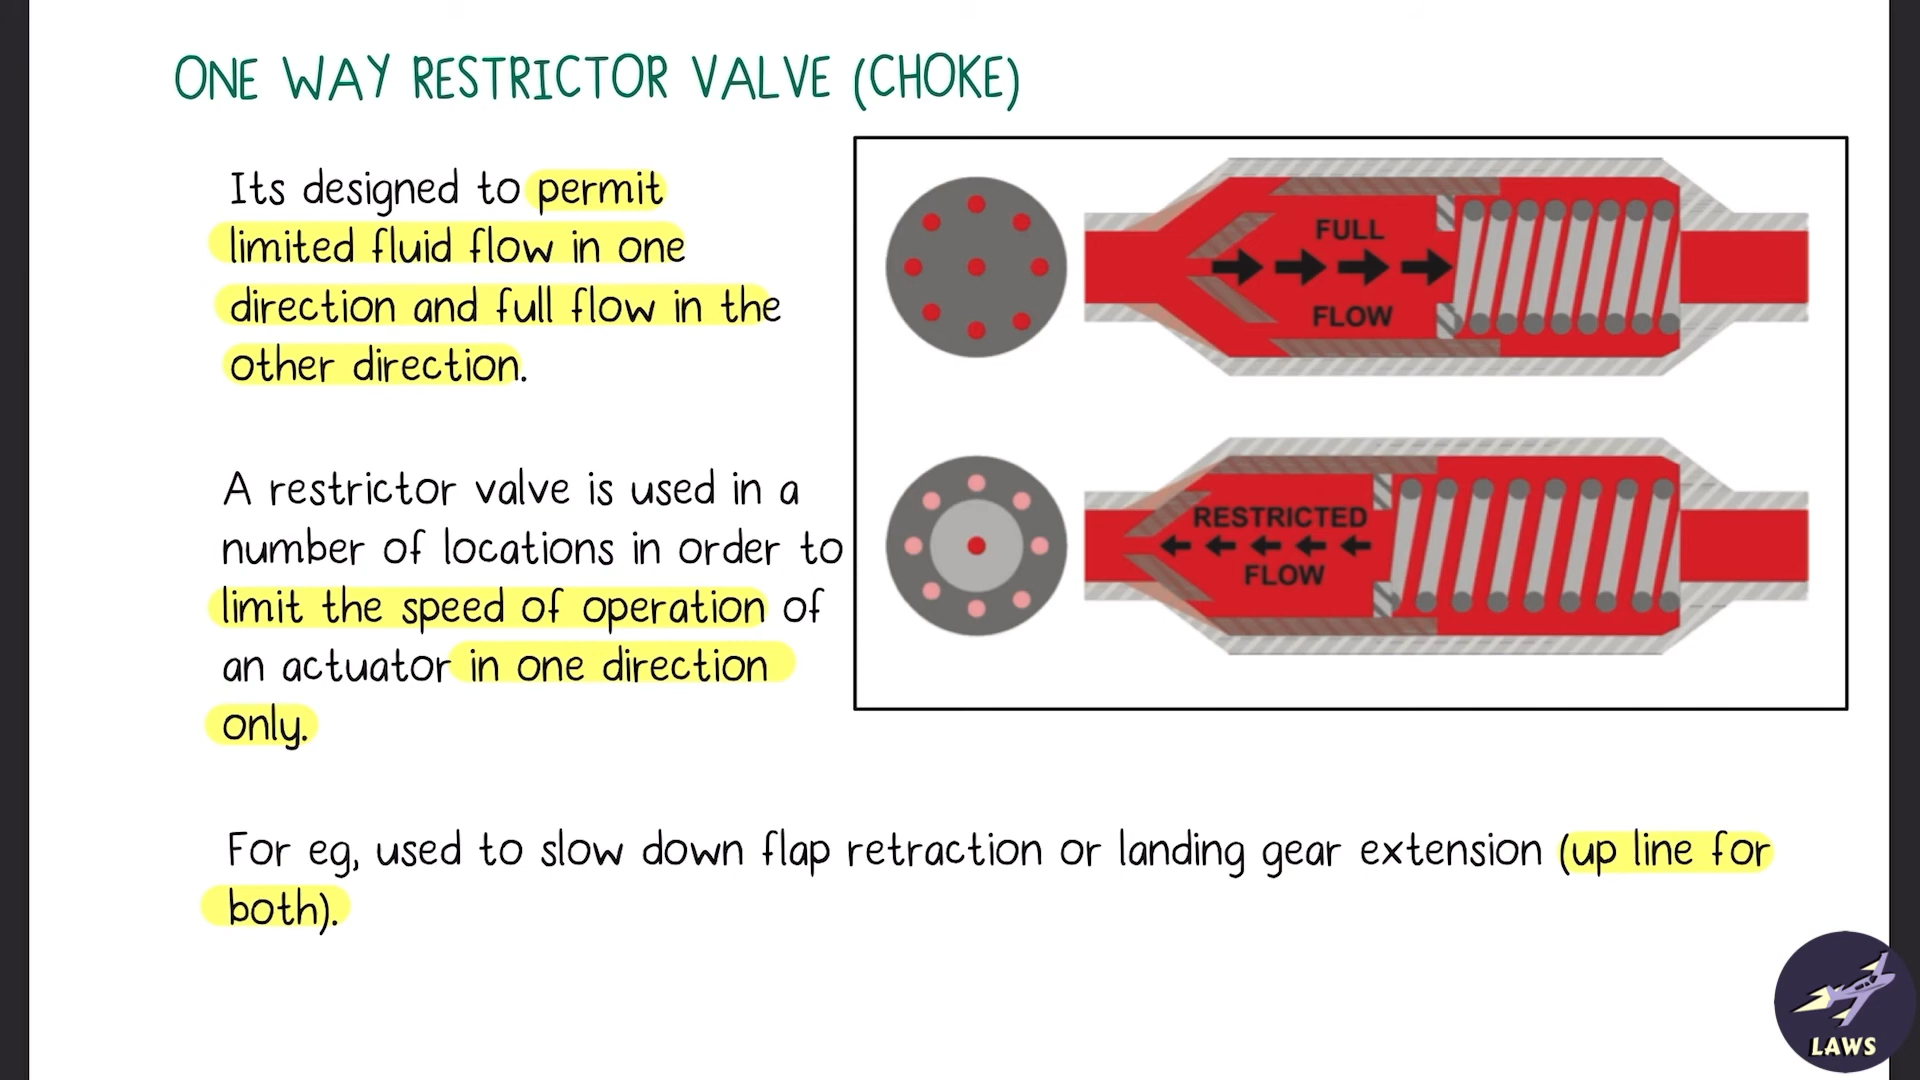 ONE WAY RESTRICTOR VALVE (CHOKE)
Its designed to permit
limited fluid flow in one
direction and full flow in the
other direction.
A restrictor valve is used in a
number of locations in order to
limit the speed of operation of
an actuator in one direction
only.
FULL
FLOW
RESTRICTED
FLOW
For eg, used to slow down flap retraction or landing gear extension (up line for
both).
LAWS